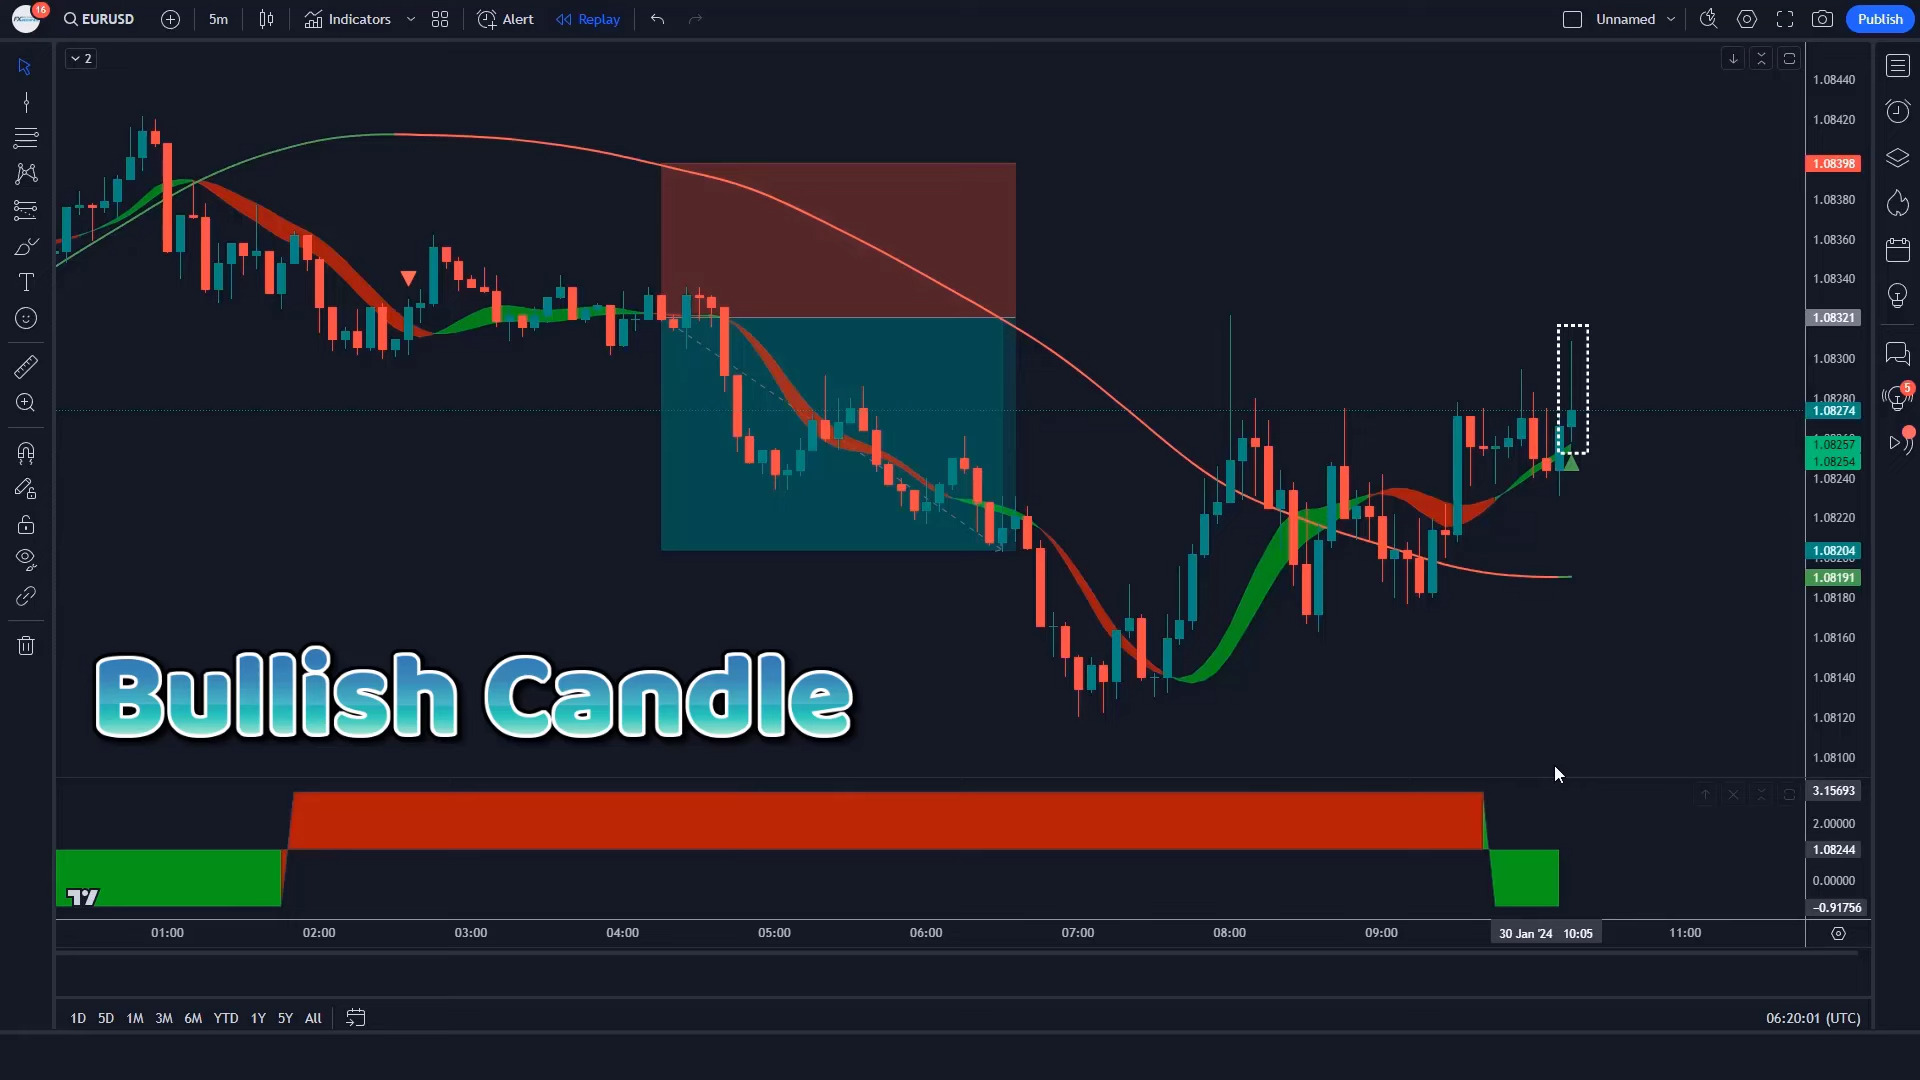 16
EURUSD
5m
Indicators
Alert
Replay
Unnamed
Publish
2
1.08440
1.08420
1.08398
1.08380
1.08360
1.08340
1.08321
1.08300
1.08280
1.08274
1.08257
1.08254
1.08240
1.08220
1.08204
1.08191
1.08180
1.08160
1.08140
1.08120
1.08100
5
Bullish Candle
3.15693
2.00000
1.08244
0.00000
−0.91756
01:00 02:00 03:00 04:00 05:00 06:00 07:00 08:00 09:00 30 Jan '24 10:05 11:00
1D 5D 1M 3M 6M YTD 1Y 5Y All
06:20:01 (UTC)